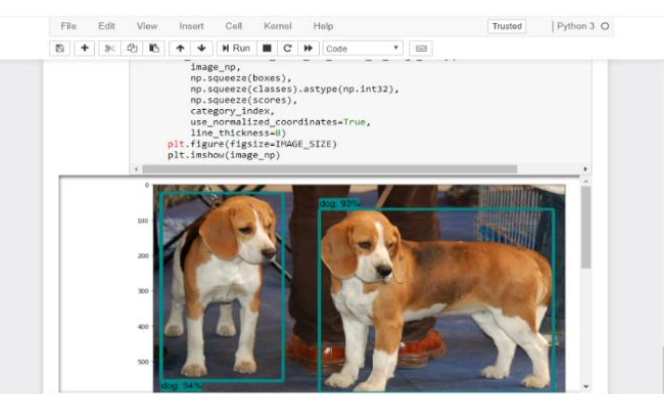 File Edit View Insert Cell Kernel Help Trusted Python 3
Run Code
image_np,
np.squeeze(boxes),
np.squeeze(classes).astype(np.int32),
np.squeeze(scores),
category_index,
use_normalized_coordinates=True,
line_thickness=8)
plt.figure(figsize=IMAGE_SIZE)
plt.imshow(image_np)
0
dog: 93%
100
200
300
400
500
dog: 94%